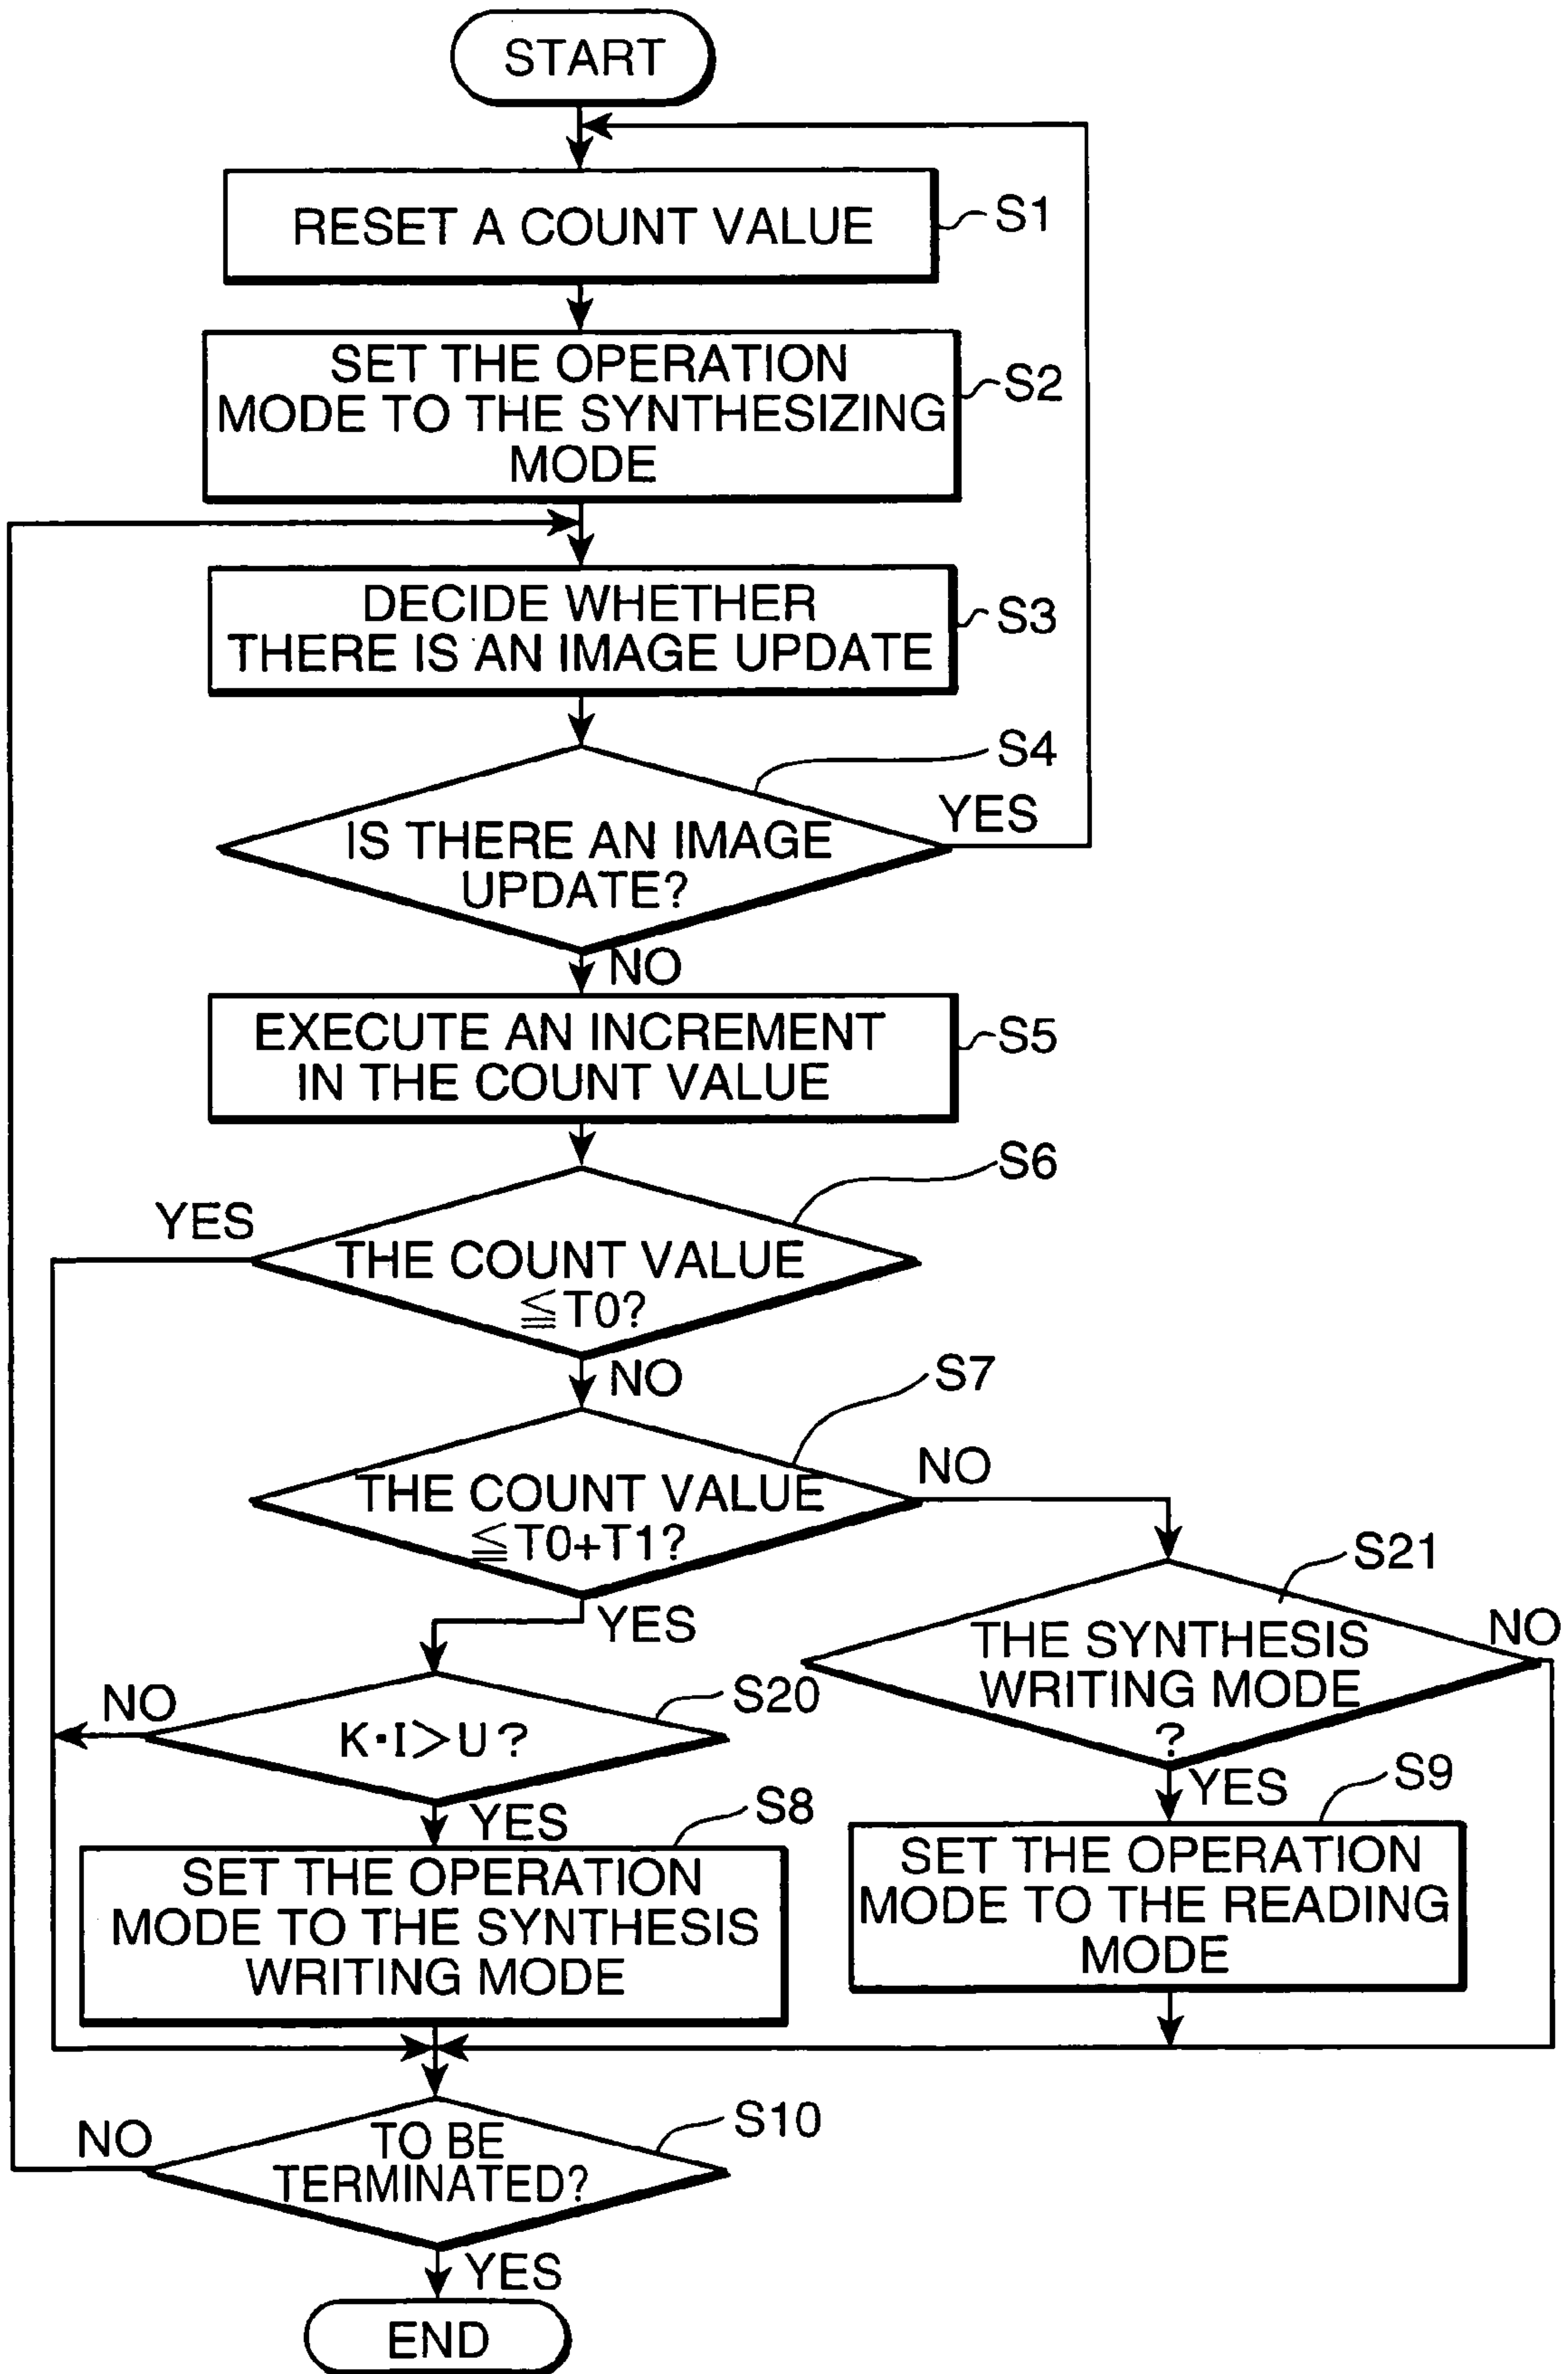 START
RESET A COUNT VALUE
S1
SET THE OPERATION
MODE TO THE SYNTHESIZING
MODE
S2
DECIDE WHETHER
THERE IS AN IMAGE UPDATE
S3
S4
IS THERE AN IMAGE
UPDATE?
YES
NO
EXECUTE AN INCREMENT
IN THE COUNT VALUE
S5
S6
YES
THE COUNT VALUE
≦T0?
NO
S7
THE COUNT VALUE
≦T0+T1?
NO
YES
S21
THE SYNTHESIS
WRITING MODE
?
NO
YES
S20
NO
K・I>U?
YES
S8
SET THE OPERATION
MODE TO THE SYNTHESIS
WRITING MODE
S9
SET THE OPERATION
MODE TO THE READING
MODE
S10
NO
TO BE
TERMINATED?
YES
END